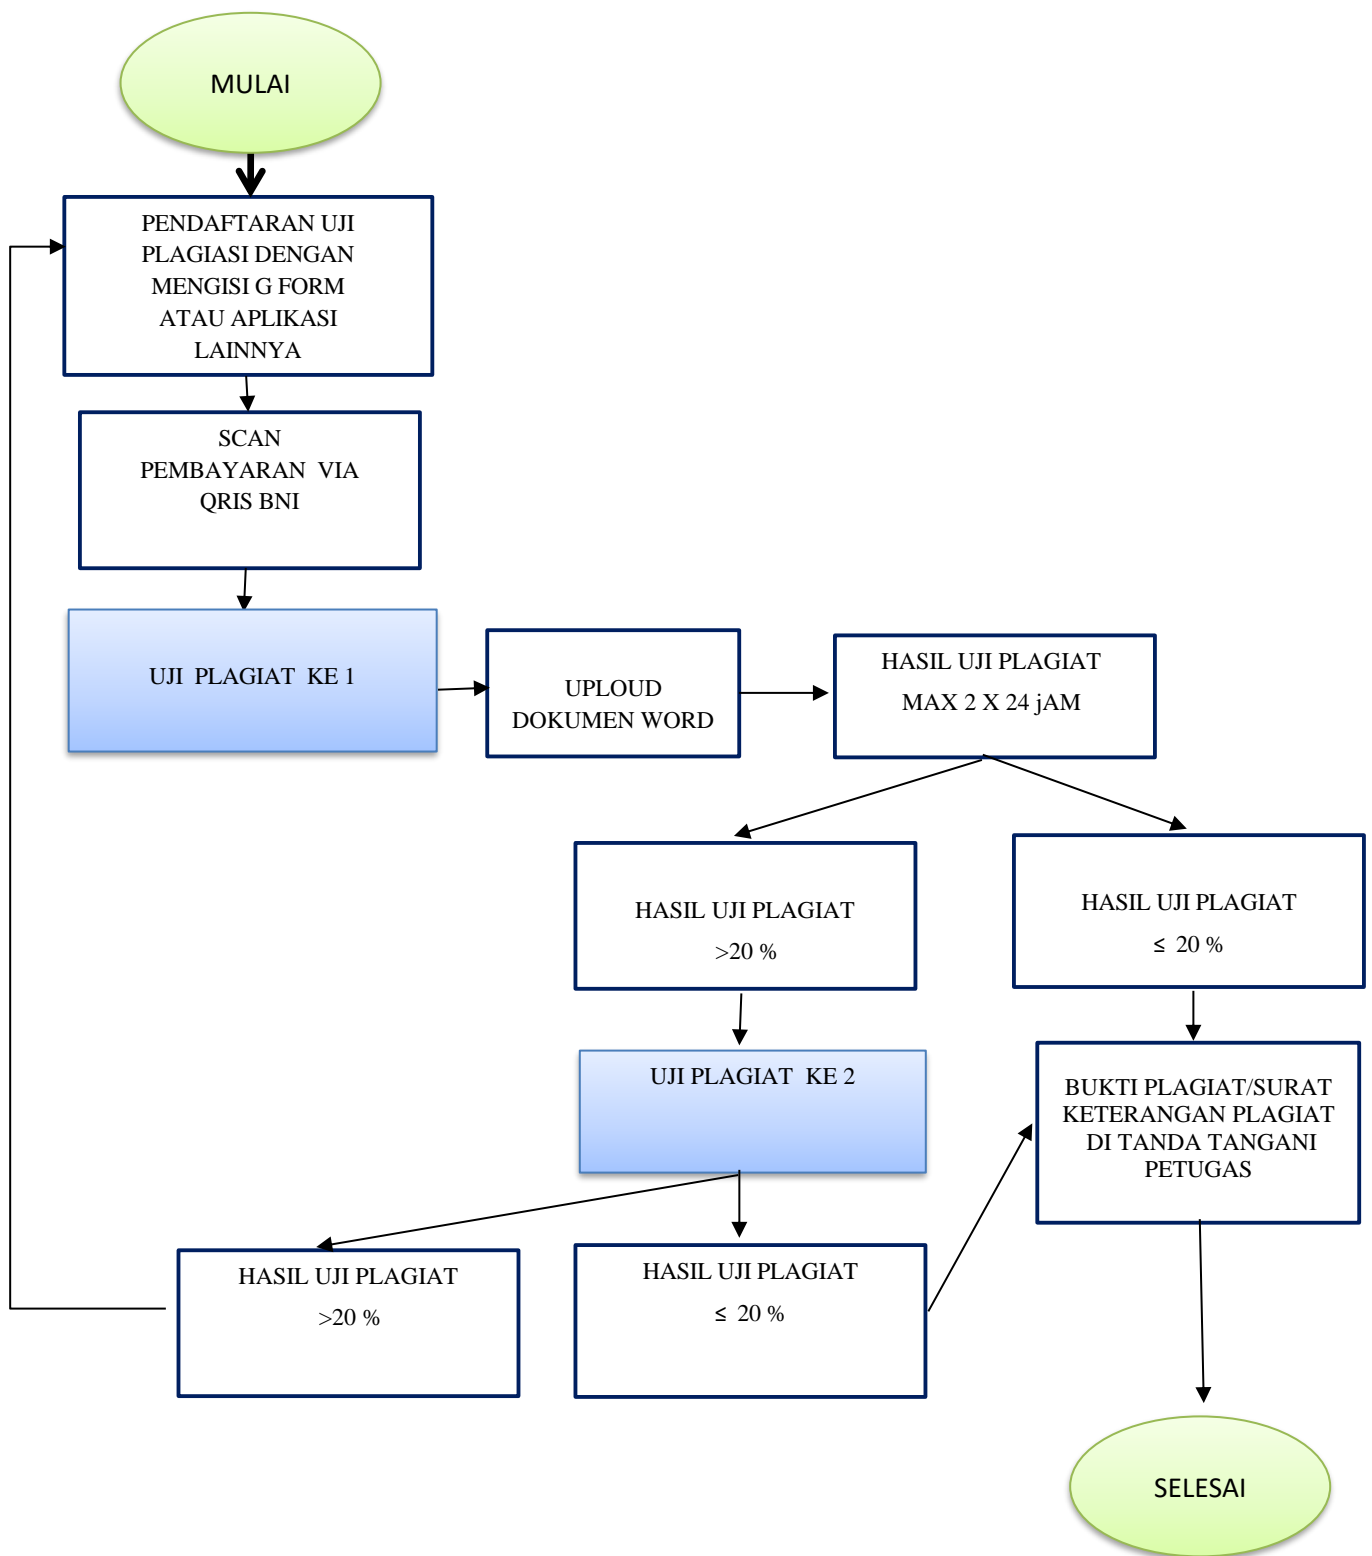 MULAI
PENDAFTARAN UJI
PLAGIASI DENGAN
MENGISI G FORM
ATAU APLIKASI
LAINNYA
SCAN
PEMBAYARAN VIA
QRIS BNI
UJI PLAGIAT KE 1
UPLOUD
DOKUMEN WORD
HASIL UJI PLAGIAT
MAX 2 X 24 jAM
HASIL UJI PLAGIAT
>20 %
HASIL UJI PLAGIAT
≤ 20 %
UJI PLAGIAT KE 2
BUKTI PLAGIAT/SURAT
KETERANGAN PLAGIAT
DI TANDA TANGANI
PETUGAS
HASIL UJI PLAGIAT
>20 %
HASIL UJI PLAGIAT
≤ 20 %
SELESAI